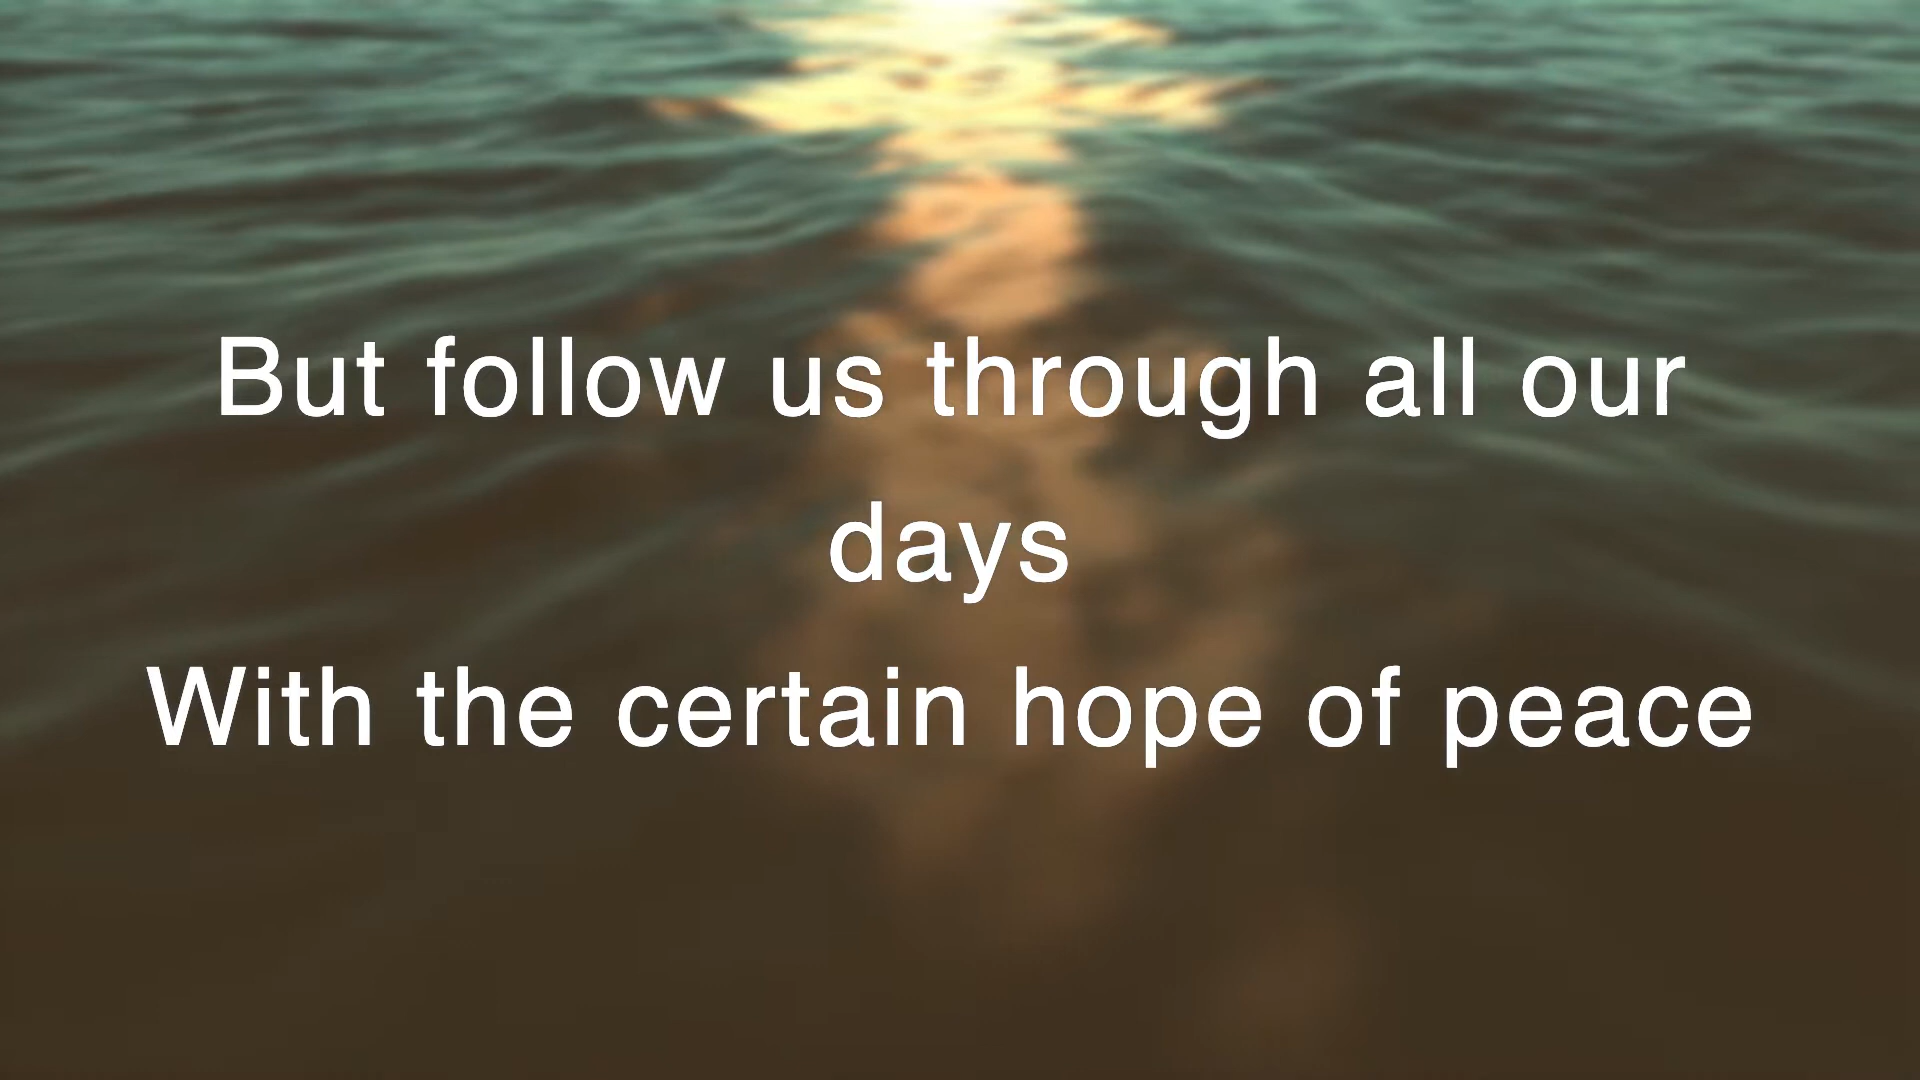 But follow us through all our
days
With the certain hope of peace